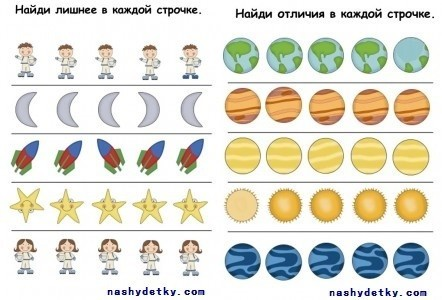 Найди лишнее в каждой строчке.
nashydetky.com
Найди отличия в каждой строчке.
nashydetky.com